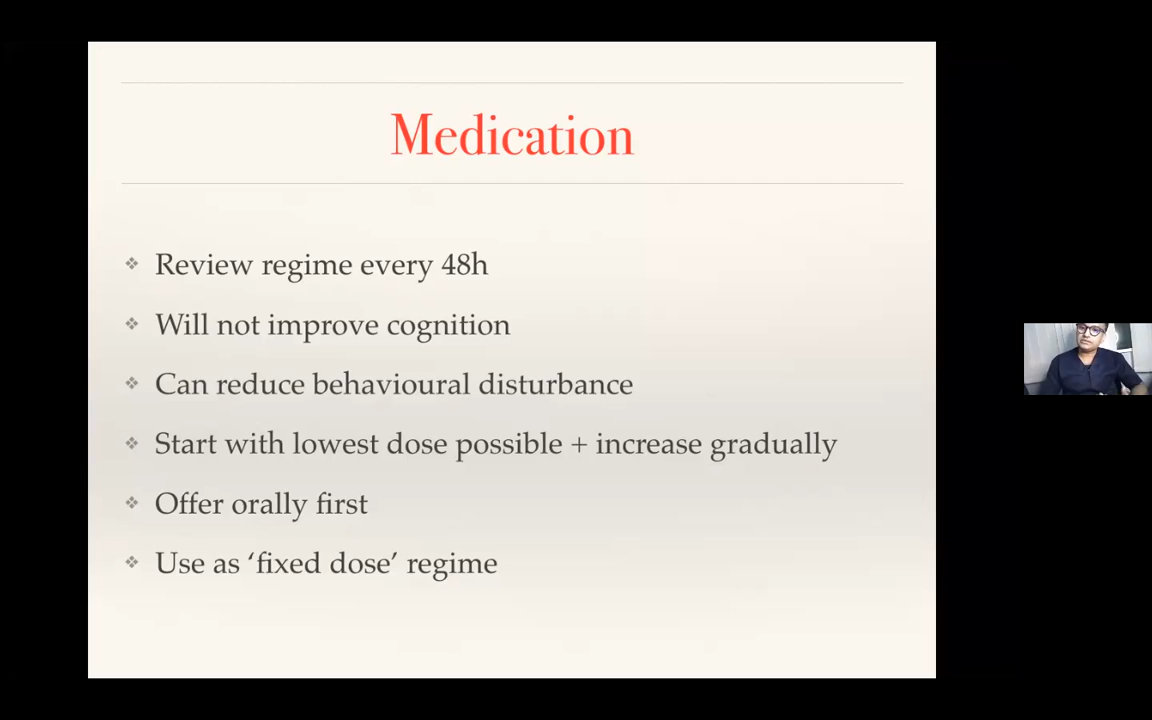 Medication
Review regime every 48h
Will not improve cognition
Can reduce behavioural disturbance
Start with lowest dose possible + increase gradually
Offer orally first
Use as ‘fixed dose’ regime